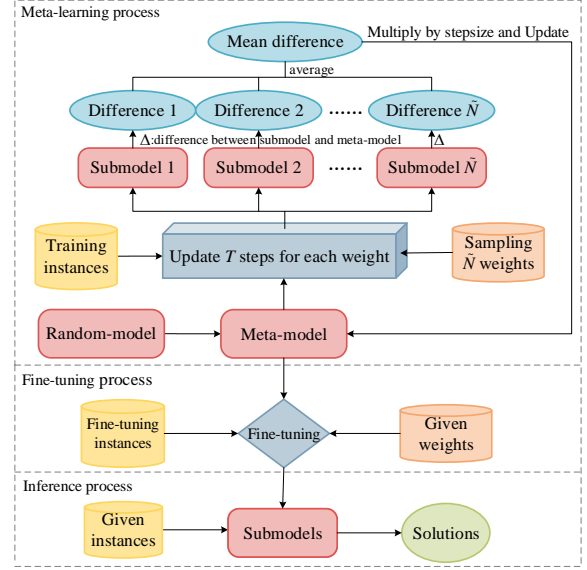 Meta-learning process
Mean difference
Multiply by stepsize and Update
average
Difference 1
Difference 2
......
Difference Ñ
Δ:difference between submodel and meta-model
Δ
Submodel 1
Submodel 2
......
Submodel Ñ
Training
instances
Update T steps for each weight
Sampling
Ñ weights
Random-model
Meta-model
Fine-tuning process
Fine-tuning
instances
Fine-tuning
Given
weights
Inference process
Given
instances
Submodels
Solutions